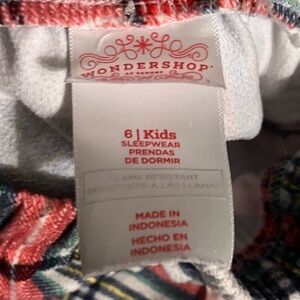 WONDERSHOP
AT TARGET
6 | Kids
SLEEPWEAR
PRENDAS
DE DORMIR
FLAME RESISTANT
RESISTENTE A LAS LLAMAS
MADE IN
INDONESIA
HECHO EN
INDONESIA